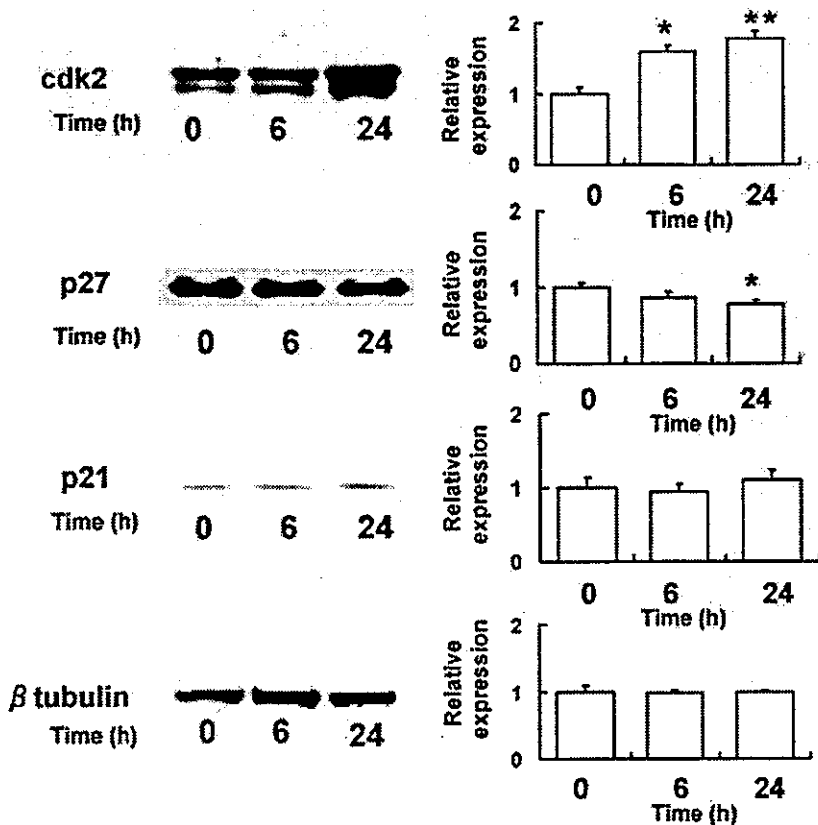 cdk2
Time (h) 0 6 24
Relative expression
2
1
0
* **
0 6 24
Time (h)
p27
Time (h) 0 6 24
Relative expression
2
1
0
*
0 6 24
Time (h)
p21
Time (h) 0 6 24
Relative expression
2
1
0
0 6 24
Time (h)
β tubulin
Time (h) 0 6 24
Relative expression
2
1
0
0 6 24
Time (h)